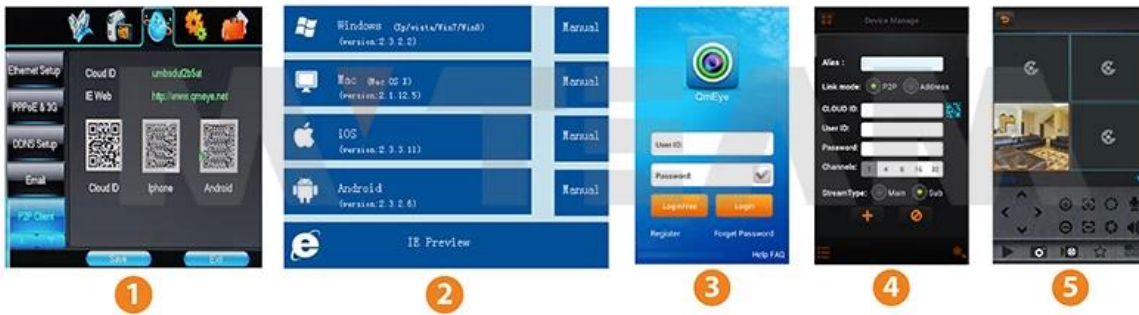 Ethernet Setup
PPPoE & 3G
DDNS Setup
Email
P2P Client
Cloud ID
IE Web http://www.qmeye.net
Cloud ID Iphone Android
Save Exit
1
Windows (Xp/vista/Win7/Win8)
(version:2.3.2.2)
Manual
Mac (Mac OS X)
(version:2.1.12.5)
Manual
iOS
(version:2.3.3.11)
Manual
Android
(version:2.3.2.6)
Manual
IE Preview
2
QmEye
User ID:
Password:
LoginFree Login
Register Forget Password
Help FAQ
3
Device Manage
Alias :
Link mode: P2P Address
CLOUD ID:
User ID:
Password:
Channels: 1 4 8 16 32
StreamType: Main Sub
4
5